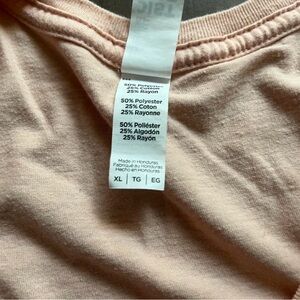 50% Polyester
25% Cotton
25% Rayon
50% Polyester
25% Coton
25% Rayonne
50% Poliéster
25% Algodón
25% Rayón
Made in Honduras
Fabriqué au Honduras
Hecho en Honduras
XL | TG | EG